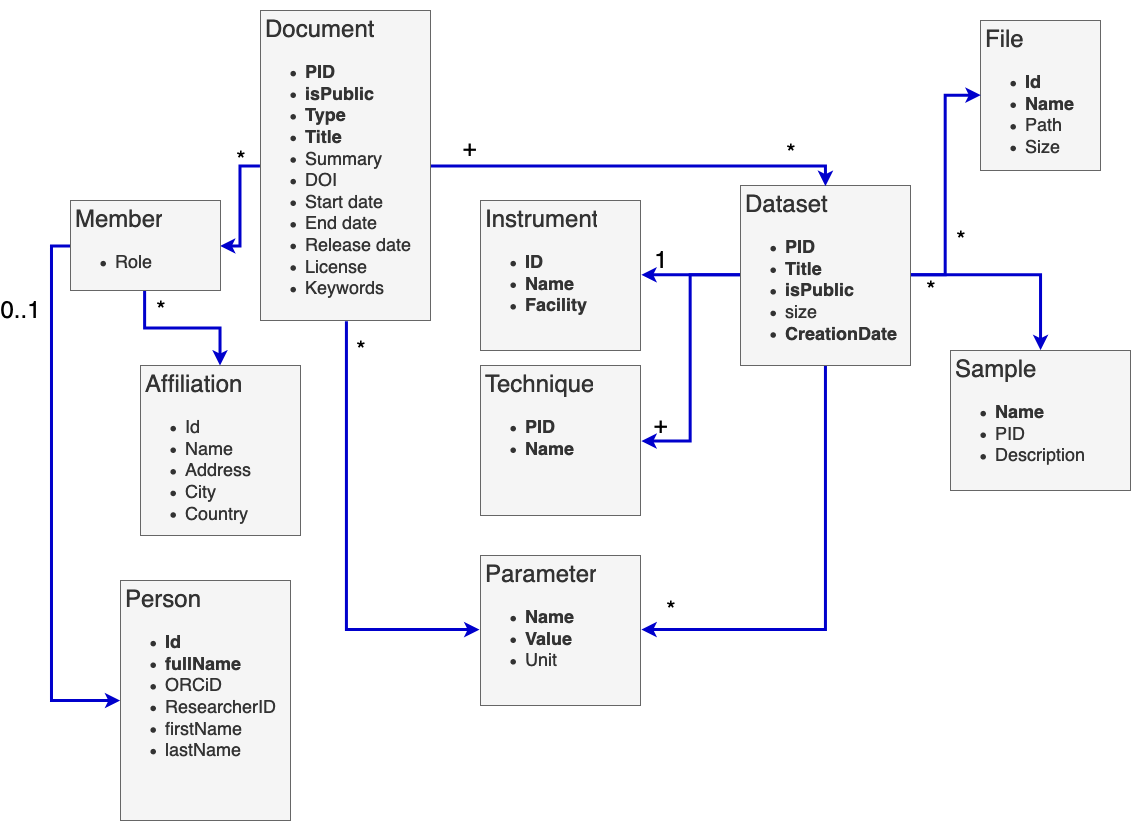 Document
PID
isPublic
Type
Title
Summary
DOI
Start date
End date
Release date
License
Keywords
File
Id
Name
Path
Size
+
*
*
Member
Role
Instrument
ID
Name
Facility
1
Dataset
PID
Title
isPublic
size
CreationDate
*
*
0..1
*
*
Affiliation
Id
Name
Address
City
Country
Technique
PID
Name
+
Sample
Name
PID
Description
Person
Id
fullName
ORCiD
ResearcherID
firstName
lastName
Parameter
Name
Value
Unit
*